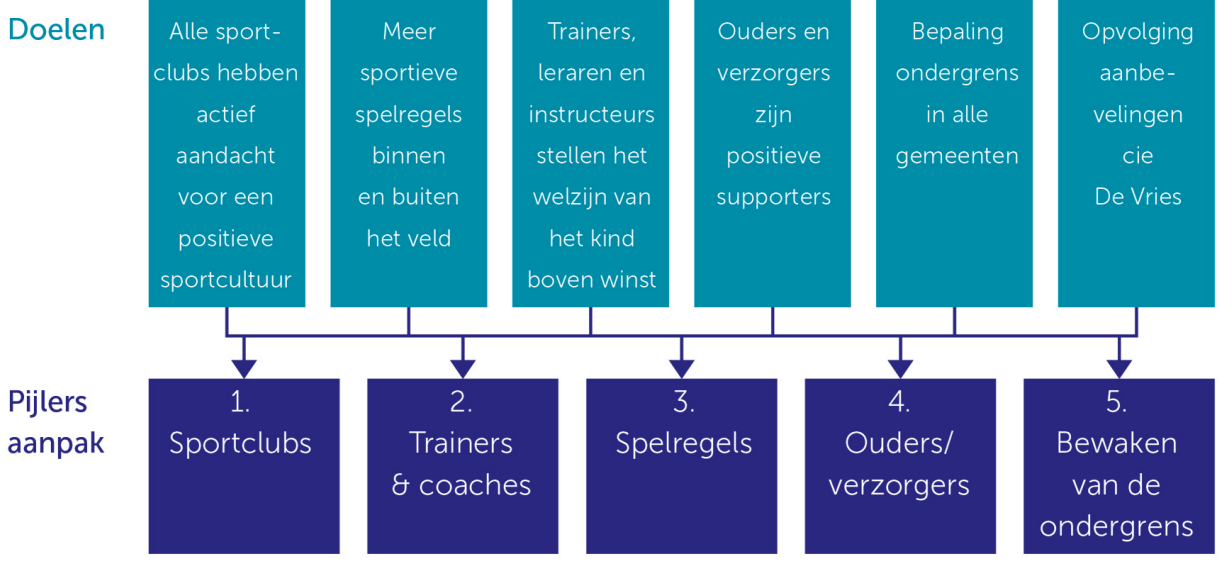 Doelen
Alle sport-
clubs hebben
actief
aandacht
voor een
positieve
sportcultuur
Meer
sportieve
spelregels
binnen
en buiten
het veld
Trainers,
leraren en
instructeurs
stellen het
welzijn van
het kind
boven winst
Ouders en
verzorgers
zijn
positieve
supporters
Bepaling
ondergrens
in alle
gemeenten
Opvolging
aanbe-
velingen
cie
De Vries
Pijlers
aanpak
1.
Sportclubs
2.
Trainers
& coaches
3.
Spelregels
4.
Ouders/
verzorgers
5.
Bewaken
van de
ondergrens